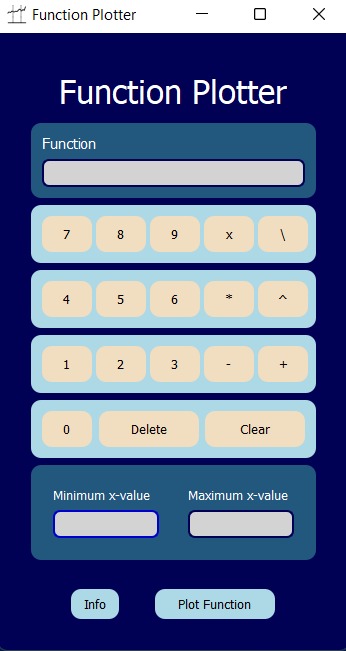 Function Plotter
Function Plotter
Function
7 8 9 x \
4 5 6 * ^
1 2 3 - +
0 Delete Clear
Minimum x-value Maximum x-value
Info Plot Function